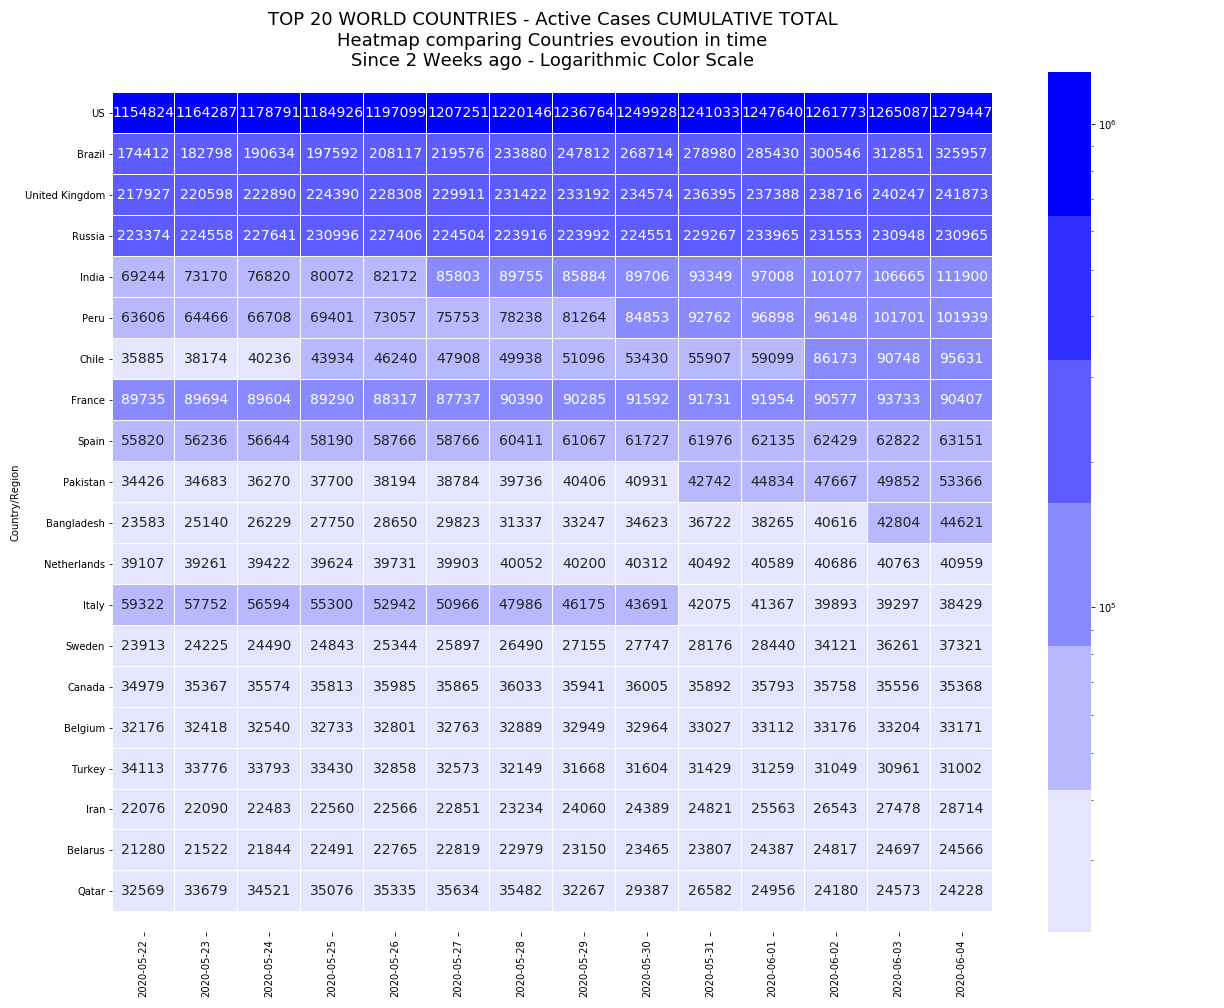 TOP 20 WORLD COUNTRIES - Active Cases CUMULATIVE TOTAL
Heatmap comparing Countries evoution in time
Since 2 Weeks ago - Logarithmic Color Scale
US 1154824 1164287 1178791 1184926 1197099 1207251 1220146 1236764 1249928 1241033 1247640 1261773 1265087 1279447
Brazil 174412 182798 190634 197592 208117 219576 233880 247812 268714 278980 285430 300546 312851 325957
United Kingdom 217927 220598 222890 224390 228308 229911 231422 233192 234574 236395 237388 238716 240247 241873
Russia 223374 224558 227641 230996 227406 224504 223916 223992 224551 229267 233965 231553 230948 230965
India 69244 73170 76820 80072 82172 85803 89755 85884 89706 93349 97008 101077 106665 111900
Peru 63606 64466 66708 69401 73057 75753 78238 81264 84853 92762 96898 96148 101701 101939
Chile 35885 38174 40236 43934 46240 47908 49938 51096 53430 55907 59099 86173 90748 95631
France 89735 89694 89604 89290 88317 87737 90390 90285 91592 91731 91954 90577 93733 90407
Spain 55820 56236 56644 58190 58766 58766 60411 61067 61727 61976 62135 62429 62822 63151
Pakistan 34426 34683 36270 37700 38194 38784 39736 40406 40931 42742 44834 47667 49852 53366
Bangladesh 23583 25140 26229 27750 28650 29823 31337 33247 34623 36722 38265 40616 42804 44621
Netherlands 39107 39261 39422 39624 39731 39903 40052 40200 40312 40492 40589 40686 40763 40959
Italy 59322 57752 56594 55300 52942 50966 47986 46175 43691 42075 41367 39893 39297 38429
Sweden 23913 24225 24490 24843 25344 25897 26490 27155 27747 28176 28440 34121 36261 37321
Canada 34979 35367 35574 35813 35985 35865 36033 35941 36005 35892 35793 35758 35556 35368
Belgium 32176 32418 32540 32733 32801 32763 32889 32949 32964 33027 33112 33176 33204 33171
Turkey 34113 33776 33793 33430 32858 32573 32149 31668 31604 31429 31259 31049 30961 31002
Iran 22076 22090 22483 22560 22566 22851 23234 24060 24389 24821 25563 26543 27478 28714
Belarus 21280 21522 21844 22491 22765 22819 22979 23150 23465 23807 24387 24817 24697 24566
Qatar 32569 33679 34521 35076 35335 35634 35482 32267 29387 26582 24956 24180 24573 24228
2020-05-22 2020-05-23 2020-05-24 2020-05-25 2020-05-26 2020-05-27 2020-05-28 2020-05-29 2020-05-30 2020-05-31 2020-06-01 2020-06-02 2020-06-03 2020-06-04
Country/Region
10⁶
10⁵